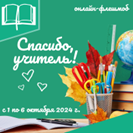 онлайн-флешмоб
Спасибо,
учитель!
с 1 по 6 октября 2024 г.